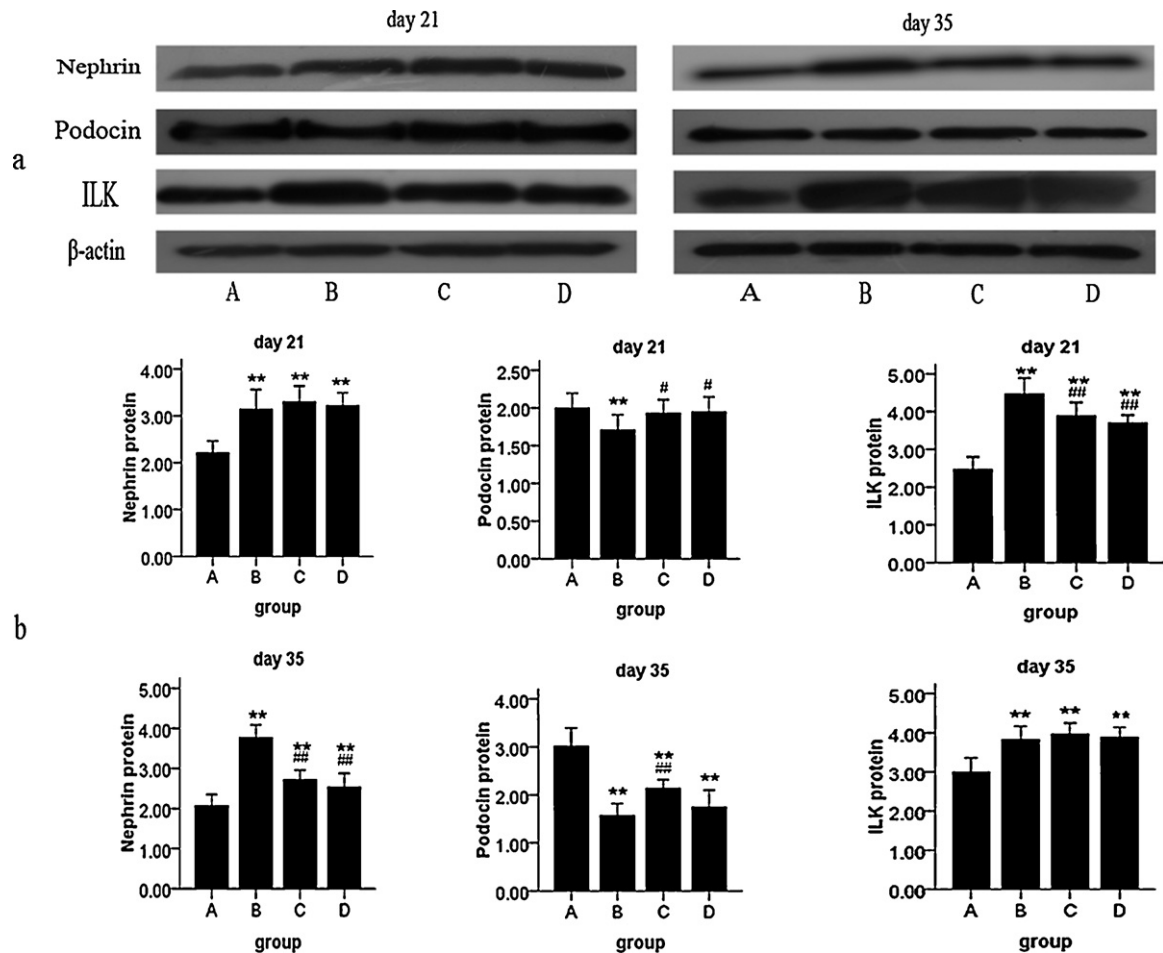 day 21
day 35
Nephrin
Podocin
a
ILK
β-actin
A B C D
A B C D
day 21
Nephrin protein
4.00
3.00
2.00
1.00
0.00
** ** **
A B C D
group
day 21
Podocin protein
2.50
2.00
1.50
1.00
0.50
0.00
** # #
A B C D
group
day 21
ILK protein
5.00
4.00
3.00
2.00
1.00
0.00
** ** **
## ##
A B C D
group
b
day 35
Nephrin protein
5.00
4.00
3.00
2.00
1.00
0.00
** ** **
## ##
A B C D
group
day 35
Podocin protein
4.00
3.00
2.00
1.00
0.00
** ** **
##
A B C D
group
day 35
ILK protein
5.00
4.00
3.00
2.00
1.00
0.00
** ** **
A B C D
group